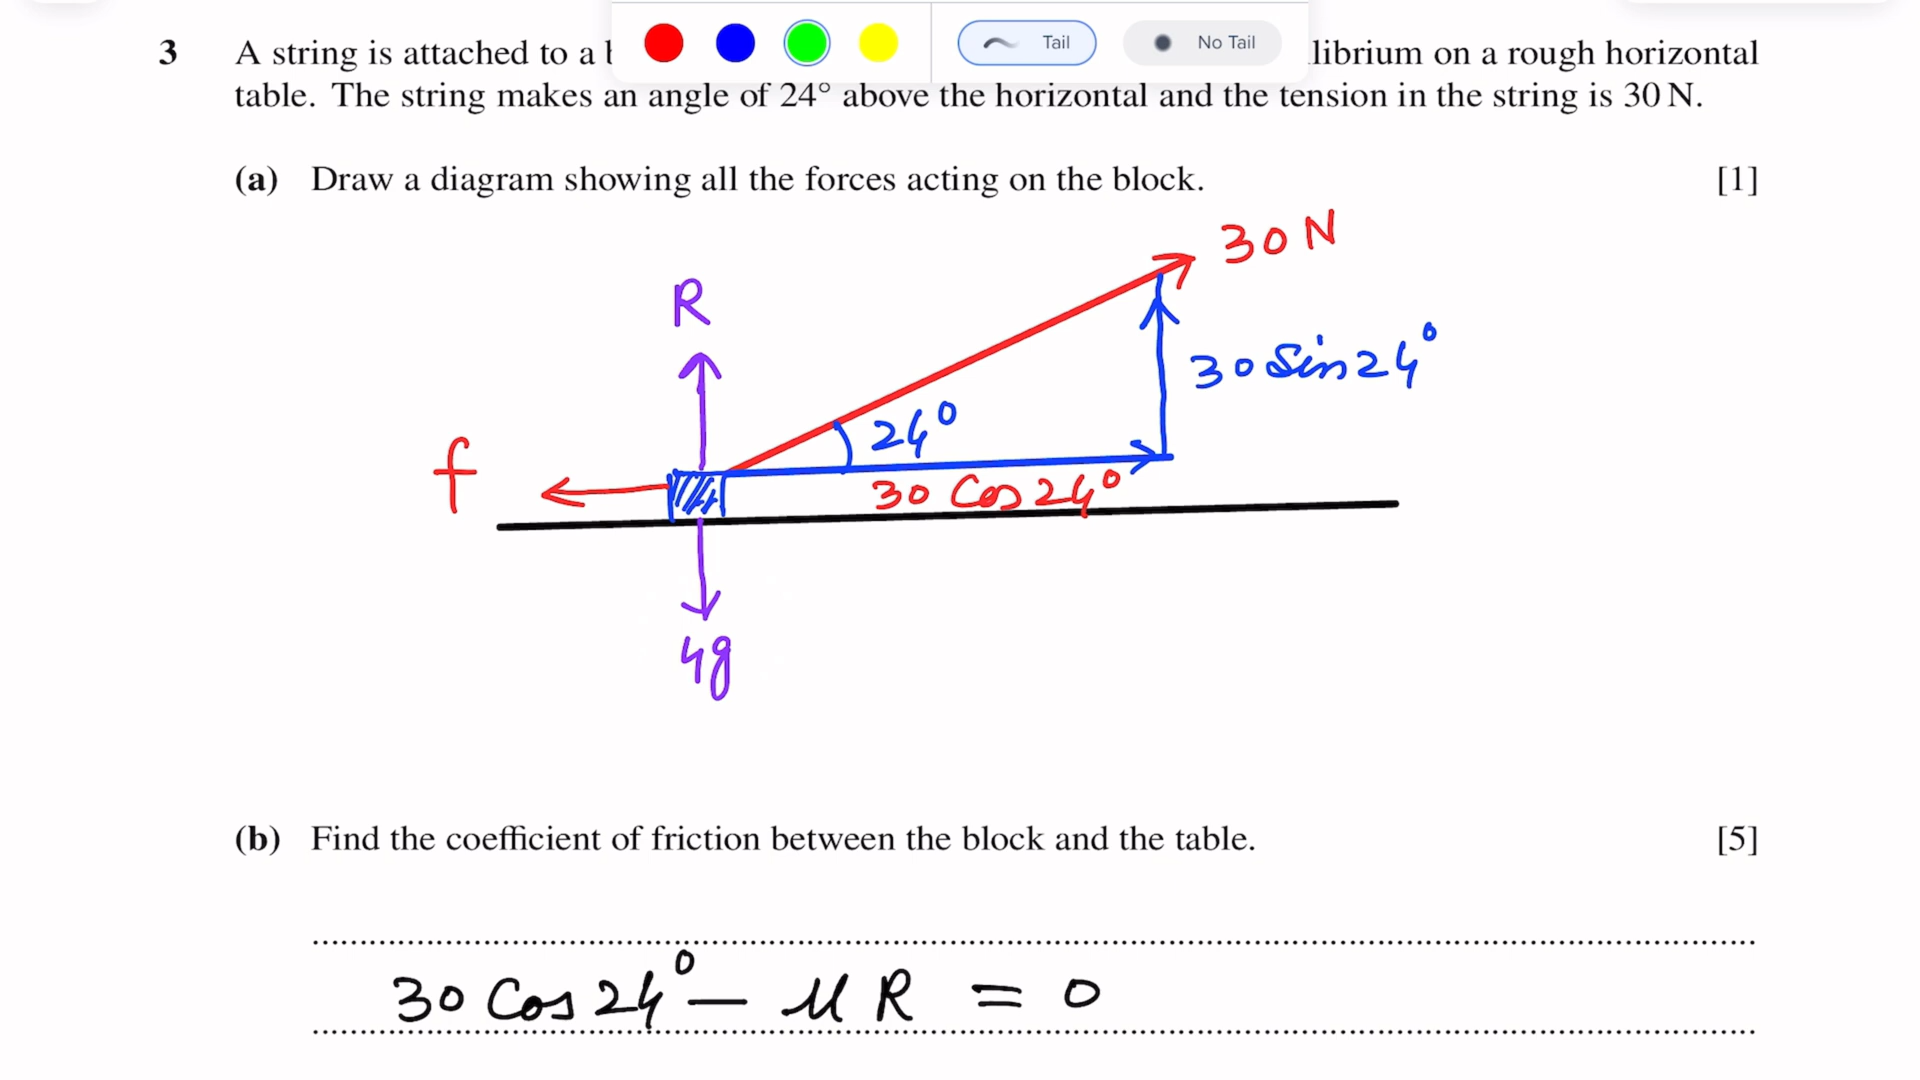 Tail
No Tail
3 A string is attached to a librium on a rough horizontal
table. The string makes an angle of 24° above the horizontal and the tension in the string is 30 N.
(a) Draw a diagram showing all the forces acting on the block. [1]
30 N
R
30 Sin 24°
24°
f
30 Cos 24°
4g
(b) Find the coefficient of friction between the block and the table. [5]
30 Cos 24° − μ R = 0